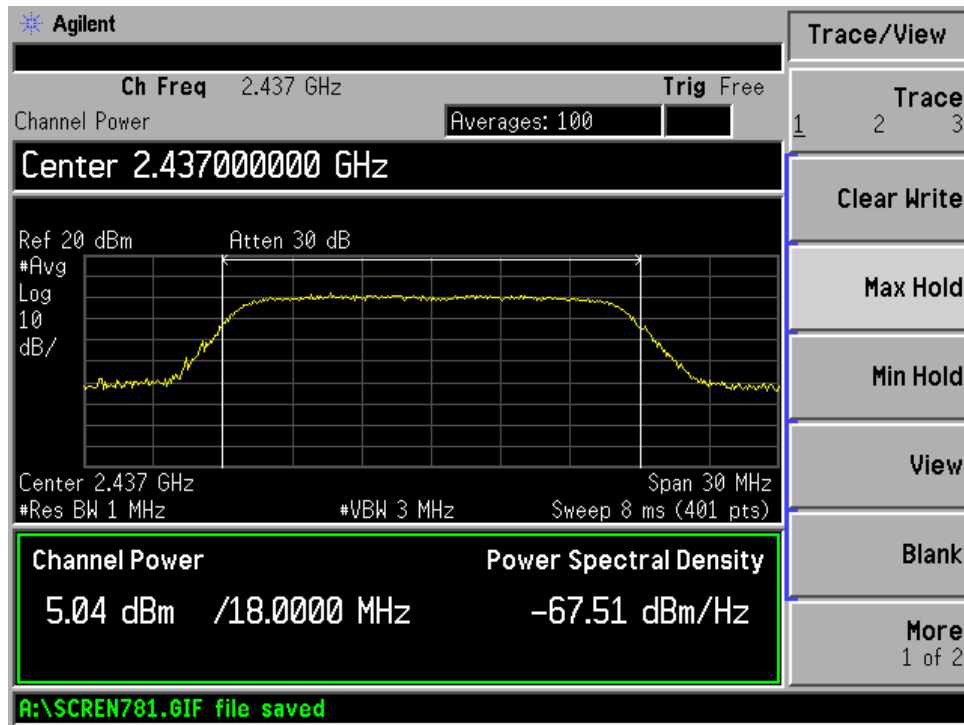 Agilent
Ch Freq 2.437 GHz Trig Free
Channel Power Averages: 100
Center 2.437000000 GHz
Ref 20 dBm Atten 30 dB
#Avg
Log
10
dB/
Center 2.437 GHz Span 30 MHz
#Res BW 1 MHz #VBW 3 MHz Sweep 8 ms (401 pts)
Channel Power Power Spectral Density
5.04 dBm /18.0000 MHz -67.51 dBm/Hz
A:\SCREN781.GIF file saved
Trace/View
Trace
1 2 3
Clear Write
Max Hold
Min Hold
View
Blank
More
1 of 2